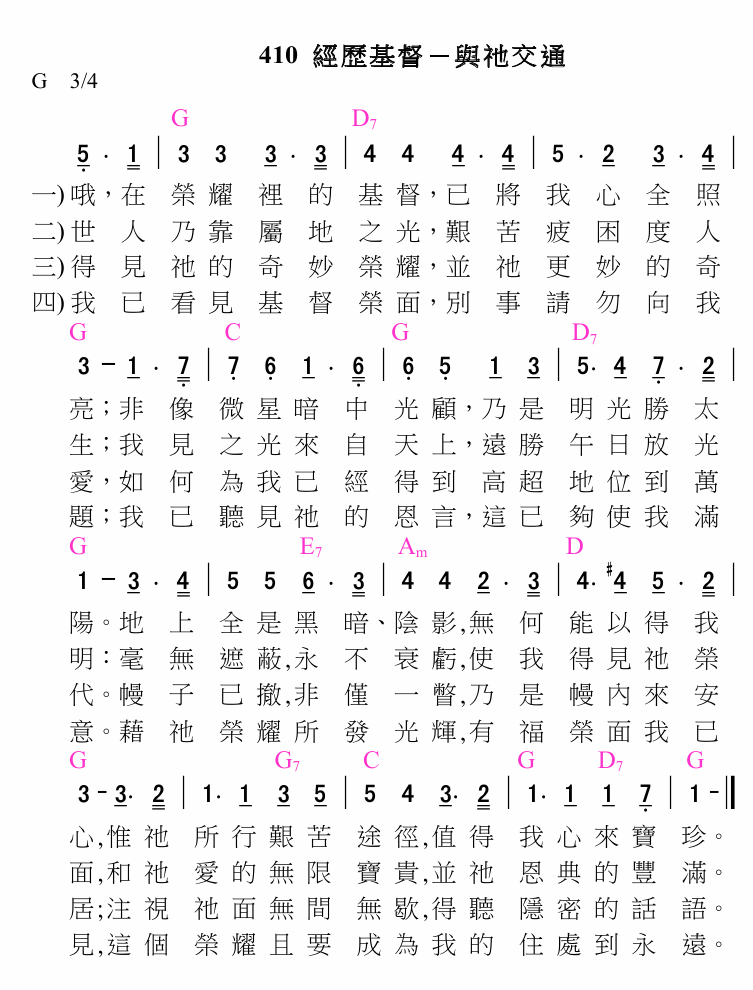 410 經歷基督－與祂交通
G 3/4
G D7
5 · 1 | 3 3 3 · 3 | 4 4 4 · 4 | 5 · 2 3 · 4 |
一)哦，在榮耀裡的基督，已將我心全照
二)世人乃靠屬地之光，艱苦疲困度人
三)得見祂的奇妙榮耀，並祂更妙的奇
四)我已看見基督榮面，別事請勿向我
G C G D7
3 － 1 · 7 | 7 6 1 · 6 | 6 5 1 3 | 5· 4 7 · 2 |
亮；非像微星暗中光顧，乃是明光勝太
生；我見之光來自天上，遠勝午日放光
愛，如何為我已經得到高超地位到萬
題；我已聽見祂的恩言，這已夠使我滿
G E7 Am D
1 － 3 · 4 | 5 5 6 · 3 | 4 4 2 · 3 | 4· #4 5 · 2 |
陽。地上全是黑暗、陰影,無何能以得我
明：毫無遮蔽,永不衰虧,使我得見祂榮
代。幔子已撤,非僅一瞥,乃是幔內來安
意。藉祂榮耀所發光輝,有福榮面我已
G G7 C G D7 G
3 - 3· 2 | 1· 1 3 5 | 5 4 3· 2 | 1· 1 1 7 | 1 - ||
心,惟祂所行艱苦途徑,值得我心來寶珍。
面,和祂愛的無限寶貴,並祂恩典的豐滿。
居;注視祂面無間無歇,得聽隱密的話語。
見,這個榮耀且要成為我的住處到永遠。